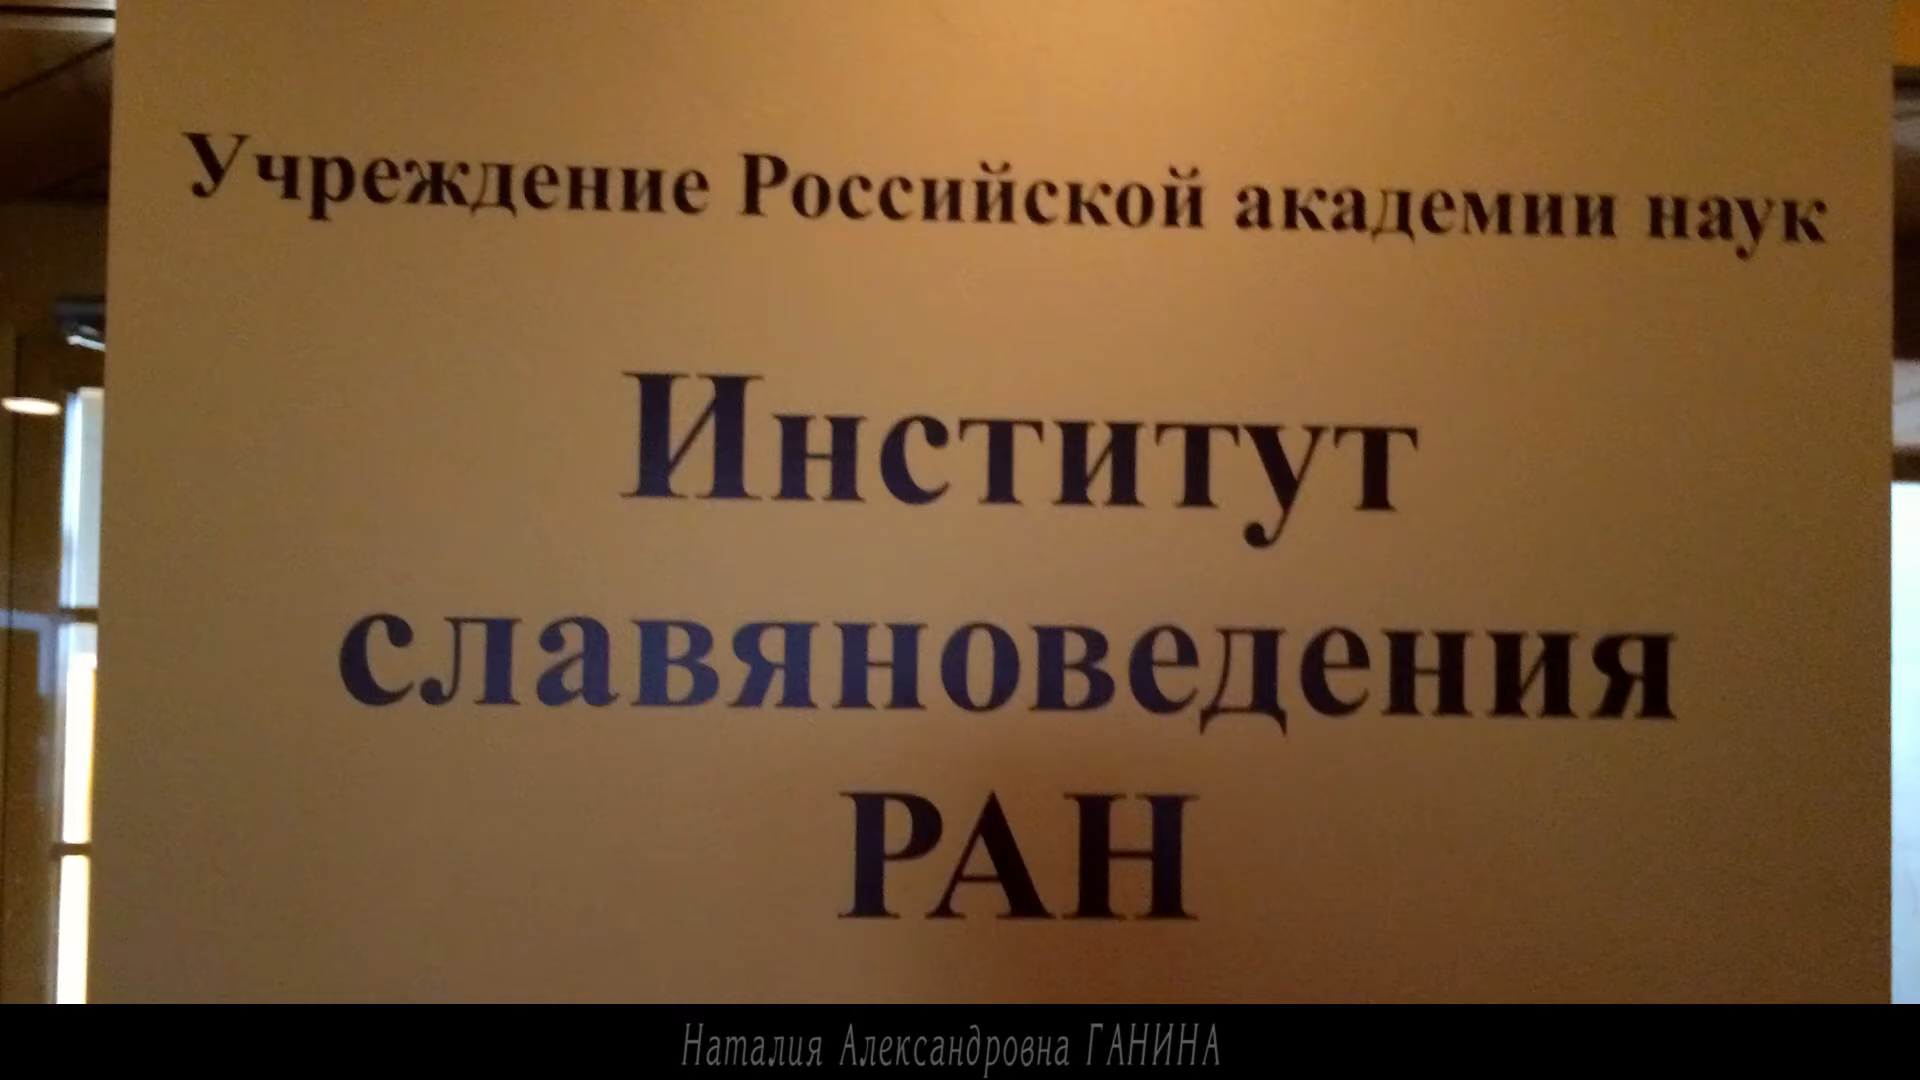 Учреждение Российской академии наук
Институт
славяноведения
РАН
Наталия Александровна ГАНИНА